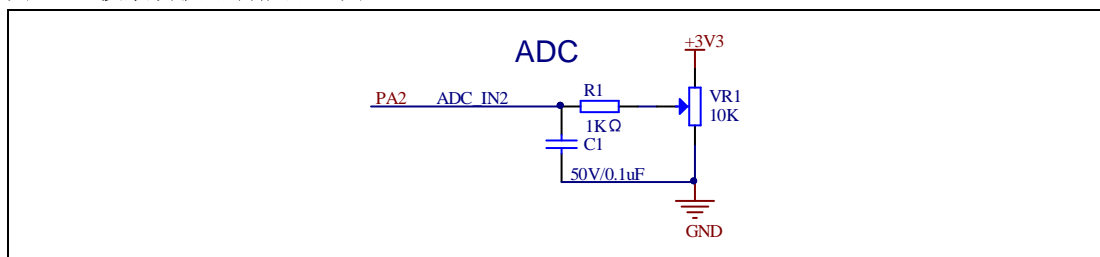 ADC
+3V3
PA2
ADC_IN2
R1
VR1
10K
1KΩ
C1
50V/0.1uF
GND